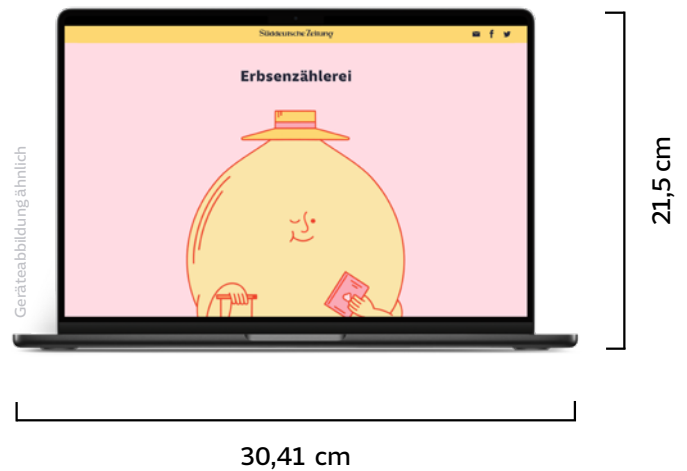 Süddeutsche Zeitung
Erbsenzählerei
Geräteabbildung ähnlich
21,5 cm
30,41 cm